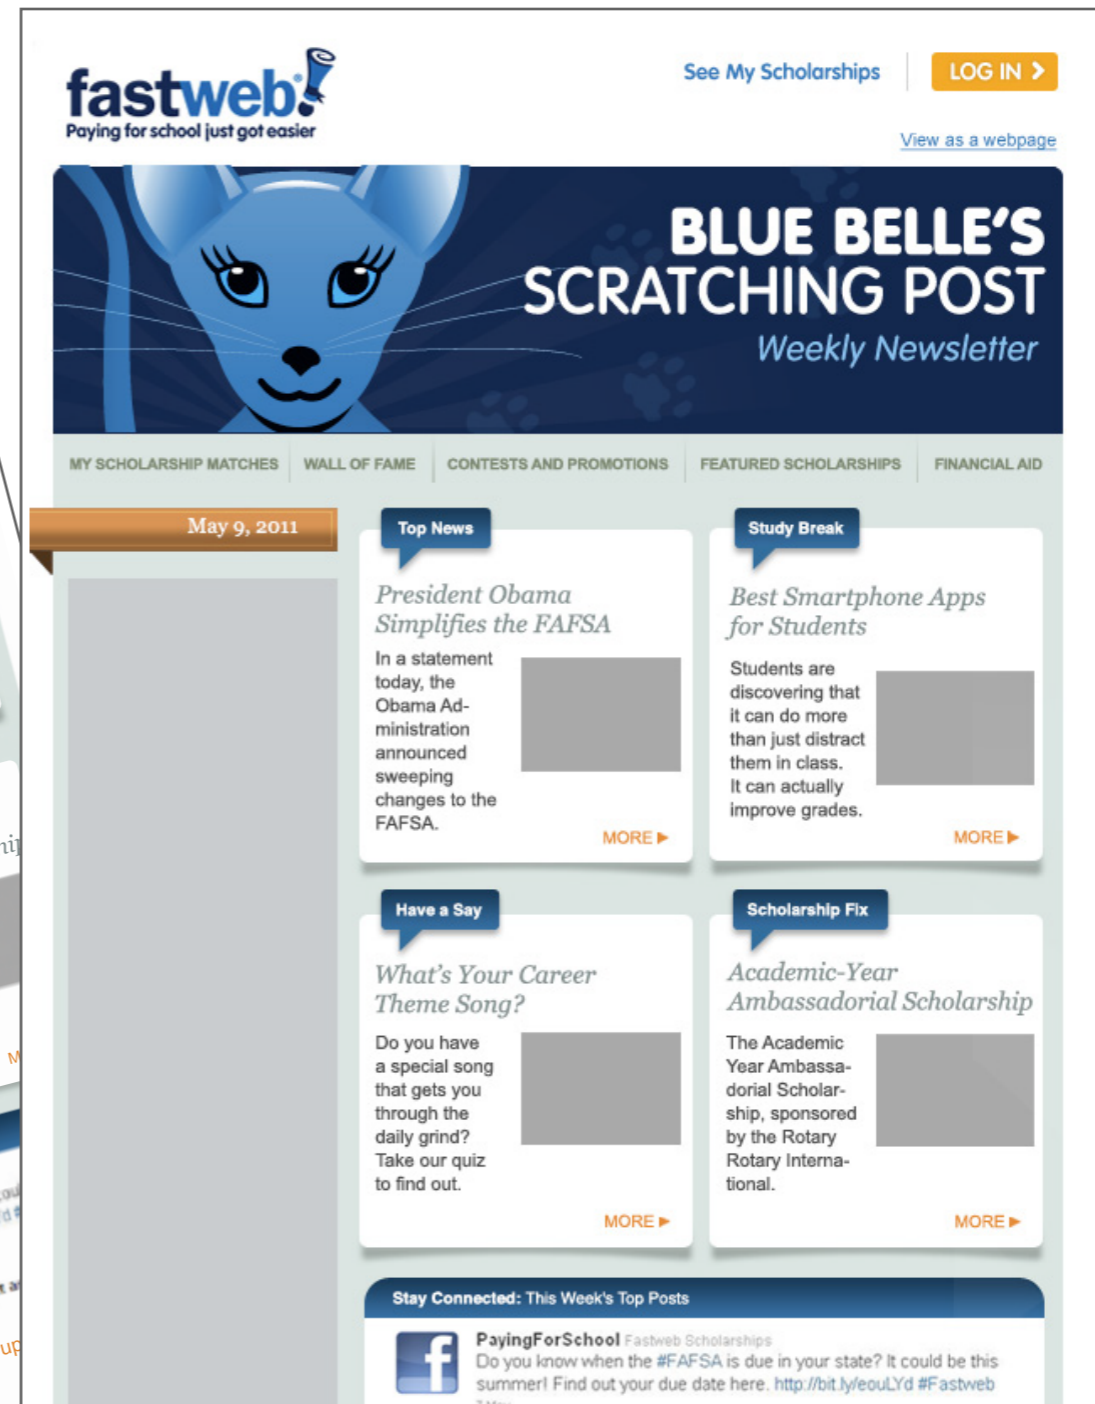 fastweb
Paying for school just got easier
See My Scholarships
LOG IN
View as a webpage
BLUE BELLE'S
SCRATCHING POST
Weekly Newsletter
MY SCHOLARSHIP MATCHES
WALL OF FAME
CONTESTS AND PROMOTIONS
FEATURED SCHOLARSHIPS
FINANCIAL AID
May 9, 2011
Top News
President Obama
Simplifies the FAFSA
In a statement
today, the
Obama Ad-
ministration
announced
sweeping
changes to the
FAFSA.
MORE
Study Break
Best Smartphone Apps
for Students
Students are
discovering that
it can do more
than just distract
them in class.
It can actually
improve grades.
MORE
Have a Say
What's Your Career
Theme Song?
Do you have
a special song
that gets you
through the
daily grind?
Take our quiz
to find out.
MORE
Scholarship Fix
Academic-Year
Ambassadorial Scholarship
The Academic
Year Ambassa-
dorial Scholar-
ship, sponsored
by the Rotary
Rotary Interna-
tional.
MORE
Stay Connected: This Week's Top Posts
PayingForSchool Fastweb Scholarships
Do you know when the #FAFSA is due in your state? It could be this
summer! Find out your due date here. http://bit.ly/eouLYd #Fastweb